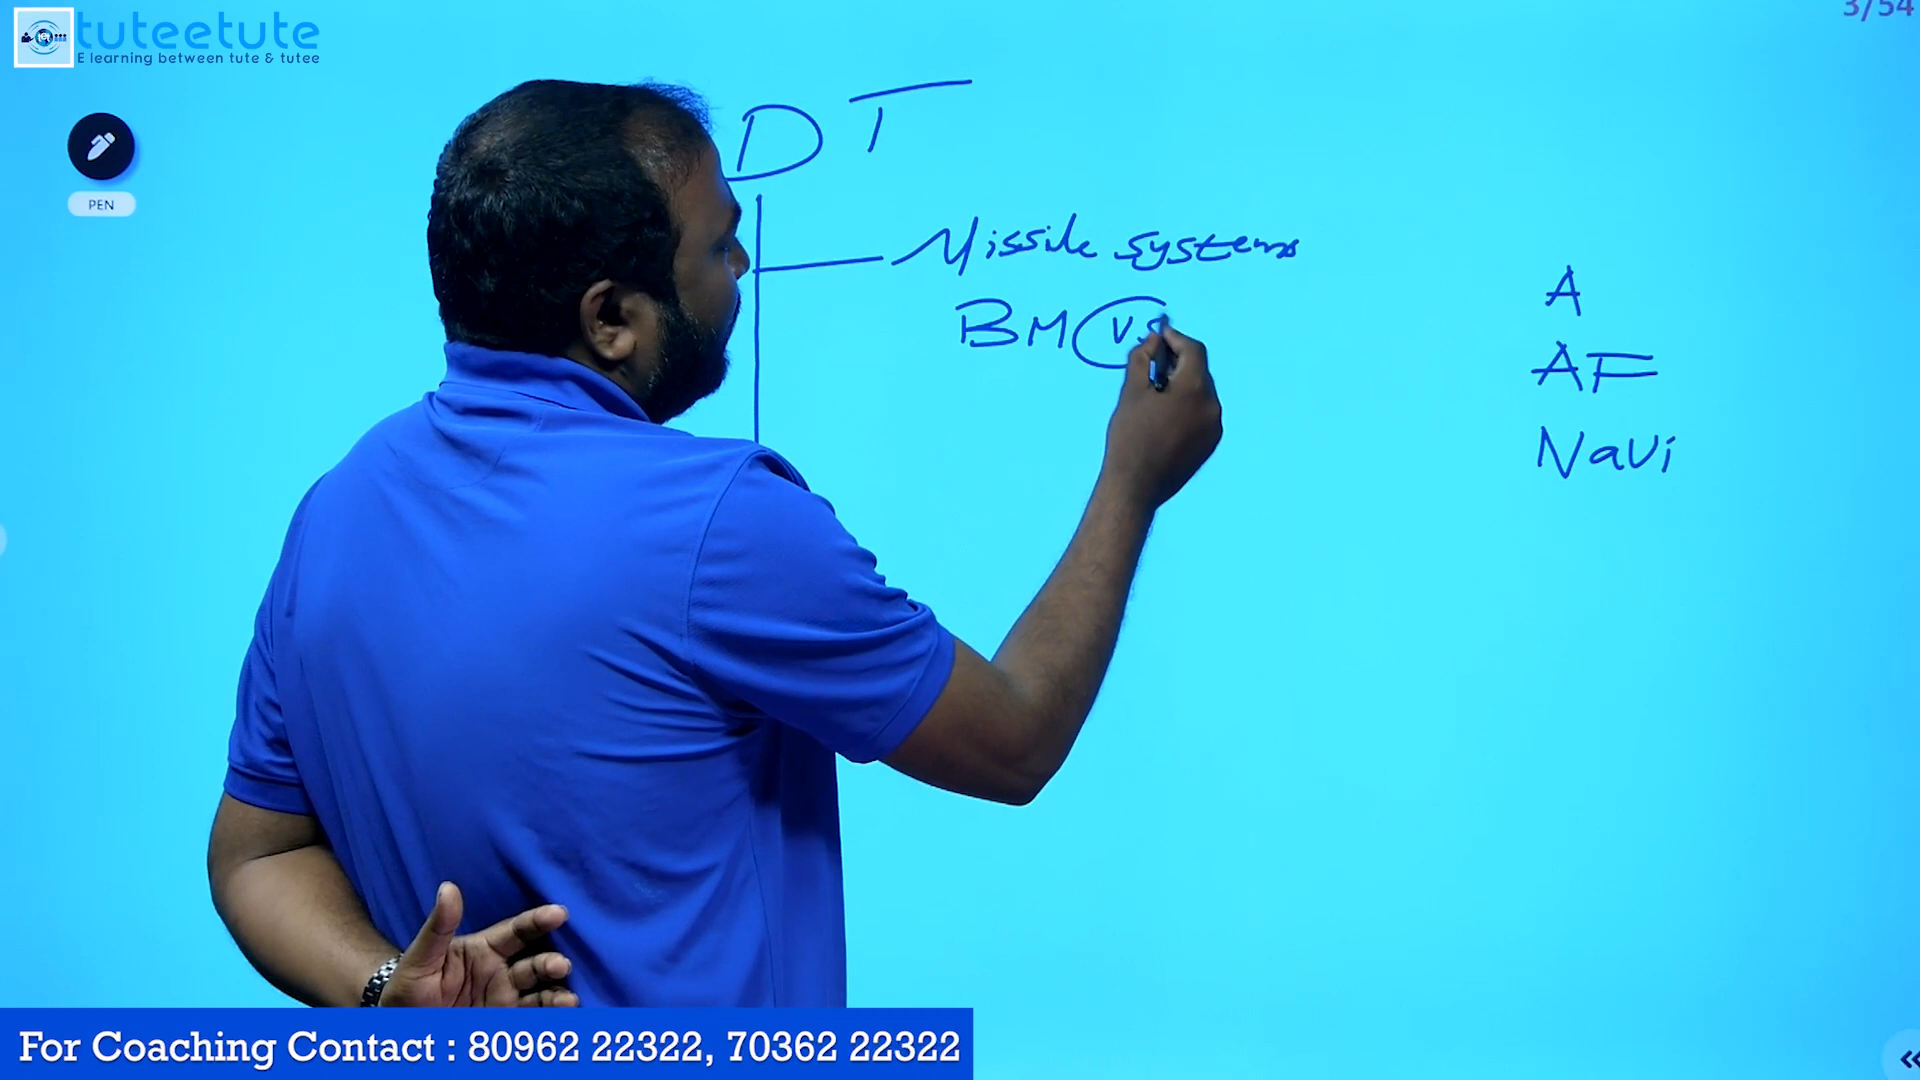 tuteetute
E learning between tute & tutee
3/54
PEN
DT
Missile systems
BM VS
A
AF
Navi
For Coaching Contact : 80962 22322, 70362 22322